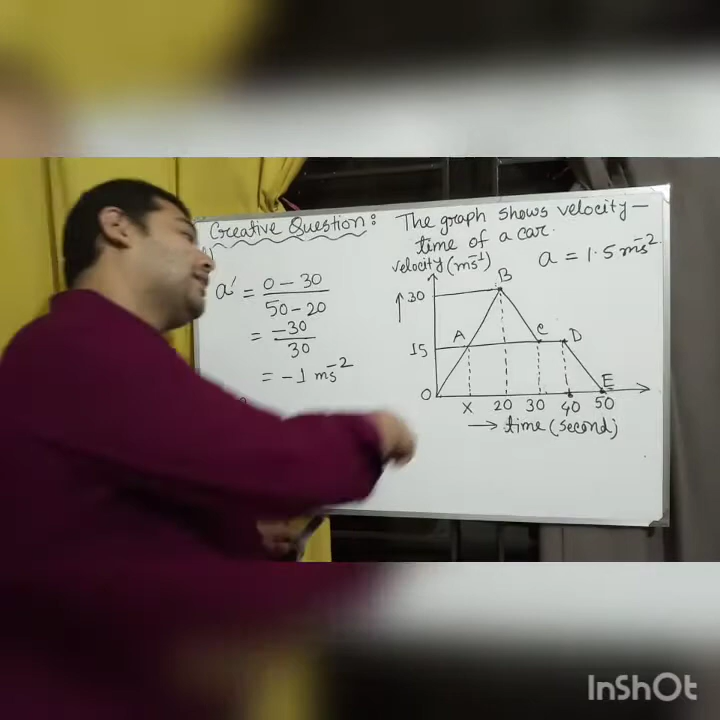 Creative Question:
The graph shows velocity-
time of a car.
a' = 0 - 30 / 50 - 20
= -30 / 30
= -1 ms⁻²
velocity (ms⁻¹)
a = 1.5 ms⁻²
B
30
A
C
D
15
E
0
X 20 30 40 50
→ time (second)
InShOt